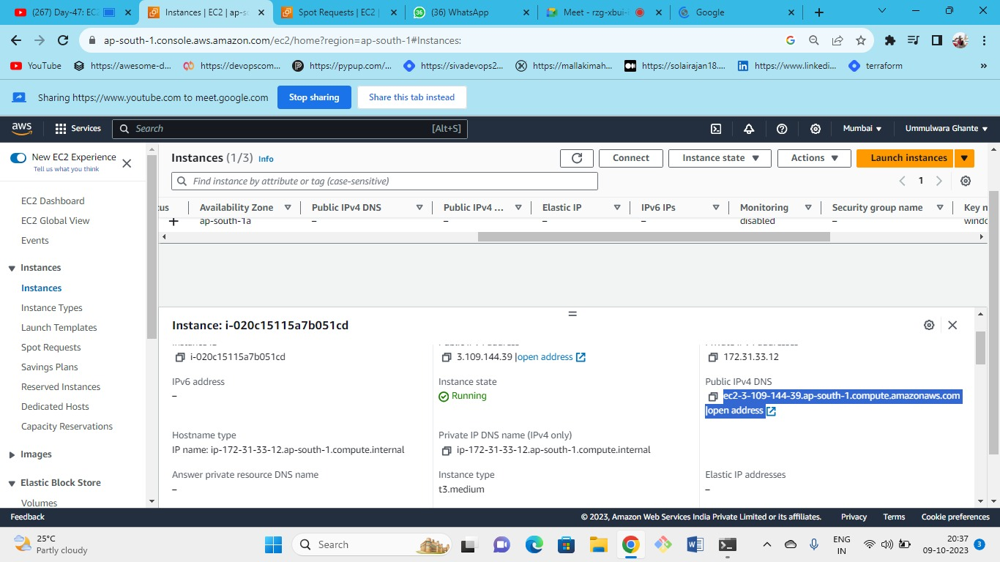 (267) Day-47: EC2
Instances | EC2 | ap-so
Spot Requests | EC2 |
(36) WhatsApp
Meet - rzg-xbui-
Google
ap-south-1.console.aws.amazon.com/ec2/home?region=ap-south-1#Instances:
YouTube
https://awesome-d...
https://devopscom...
https://pypup.com/...
https://sivadevops2...
https://mallakimah...
https://solairajan18....
https://www.linkedi...
terraform
Sharing https://www.youtube.com to meet.google.com
Stop sharing
Share this tab instead
aws
Services
Search
[Alt+S]
Mumbai
Ummulwara Ghante
New EC2 Experience
Tell us what you think
EC2 Dashboard
EC2 Global View
Events
Instances
Instances
Instance Types
Launch Templates
Spot Requests
Savings Plans
Reserved Instances
Dedicated Hosts
Capacity Reservations
Images
Elastic Block Store
Volumes
Instances (1/3) Info
Connect
Instance state
Actions
Launch instances
Find instance by attribute or tag (case-sensitive)
1
tus
Availability Zone
Public IPv4 DNS
Public IPv4 ...
Elastic IP
IPv6 IPs
Monitoring
Security group name
Key n
ap-south-1a
–
–
–
–
disabled
–
windo
Instance: i-020c15115a7b051cd
i-020c15115a7b051cd
3.109.144.39 |open address
172.31.33.12
IPv6 address
–
Instance state
Running
Public IPv4 DNS
ec2-3-109-144-39.ap-south-1.compute.amazonaws.com
|open address
Hostname type
IP name: ip-172-31-33-12.ap-south-1.compute.internal
Private IP DNS name (IPv4 only)
ip-172-31-33-12.ap-south-1.compute.internal
Answer private resource DNS name
–
Instance type
t3.medium
Elastic IP addresses
–
Feedback
© 2023, Amazon Web Services India Private Limited or its affiliates.
Privacy
Terms
Cookie preferences
25°C
Partly cloudy
Search
ENG
IN
20:37
09-10-2023
3